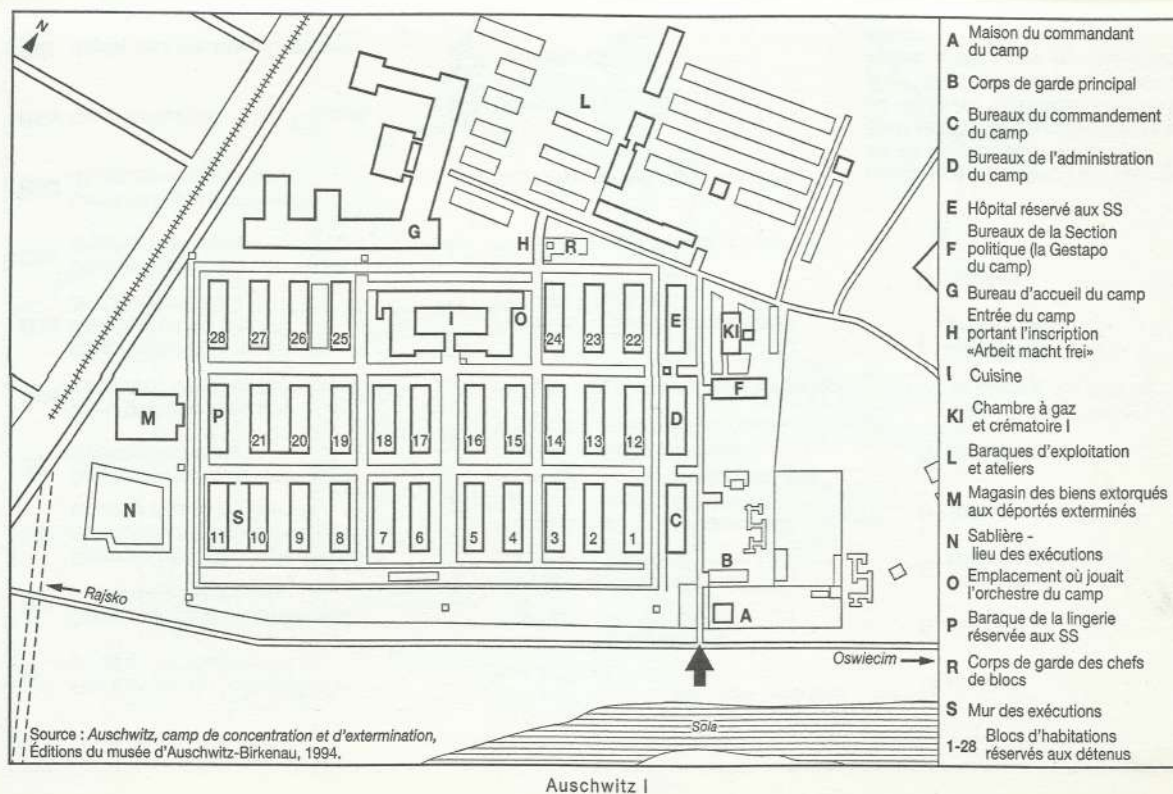 N
L
G
H
R
28
27
26
25
I
O
24
23
22
E
KI
F
M
P
21
20
19
18
17
16
15
14
13
12
D
N
S
11
10
9
8
7
6
5
4
3
2
1
C
B
A
Rajsko
Oswiecim
Sola
Source : Auschwitz, camp de concentration et d'extermination,
Éditions du musée d'Auschwitz-Birkenau, 1994.
A Maison du commandant
du camp
B Corps de garde principal
C Bureaux du commandement
du camp
D Bureaux de l'administration
du camp
E Hôpital réservé aux SS
Bureaux de la Section
F politique (la Gestapo
du camp)
G Bureau d'accueil du camp
Entrée du camp
H portant l'inscription
«Arbeit macht frei»
I Cuisine
KI Chambre à gaz
et crématoire I
L Baraques d'exploitation
et ateliers
M Magasin des biens extorqués
aux déportés exterminés
N Sablière -
lieu des exécutions
O Emplacement où jouait
l'orchestre du camp
P Baraque de la lingerie
réservée aux SS
R Corps de garde des chefs
de blocs
S Mur des exécutions
1-28 Blocs d'habitations
réservés aux détenus
Auschwitz I